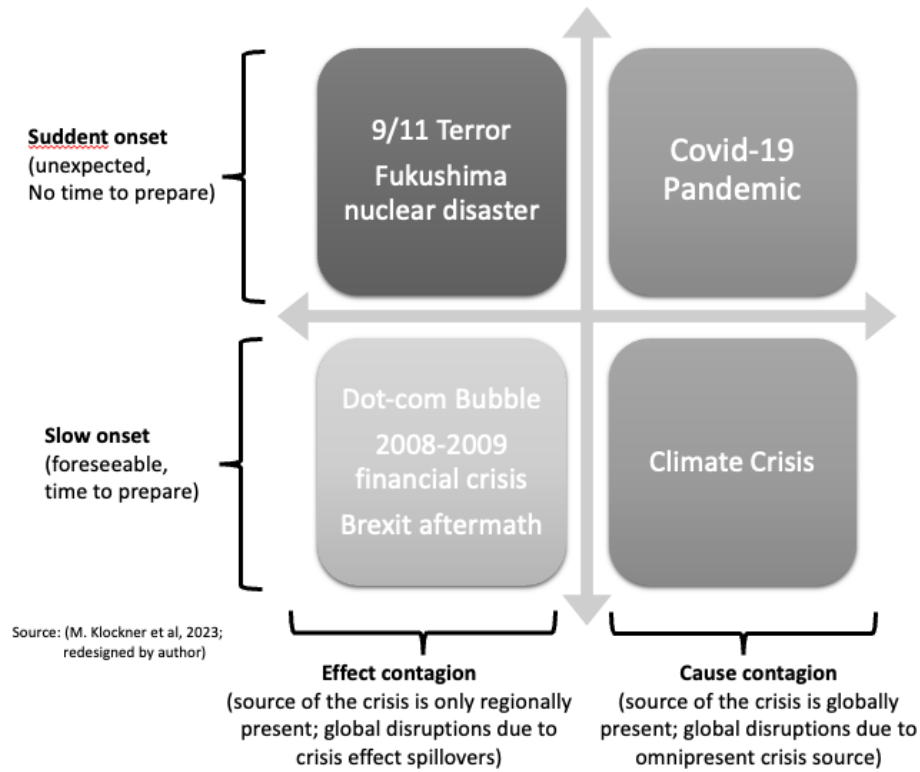 Suddent onset
(unexpected,
No time to prepare)
9/11 Terror
Fukushima
nuclear disaster
Covid-19
Pandemic
Slow onset
(foreseeable,
time to prepare)
Dot-com Bubble
2008-2009
financial crisis
Brexit aftermath
Climate Crisis
Source: (M. Klockner et al, 2023;
redesigned by author)
Effect contagion
(source of the crisis is only regionally
present; global disruptions due to
crisis effect spillovers)
Cause contagion
(source of the crisis is globally
present; global disruptions due to
omnipresent crisis source)